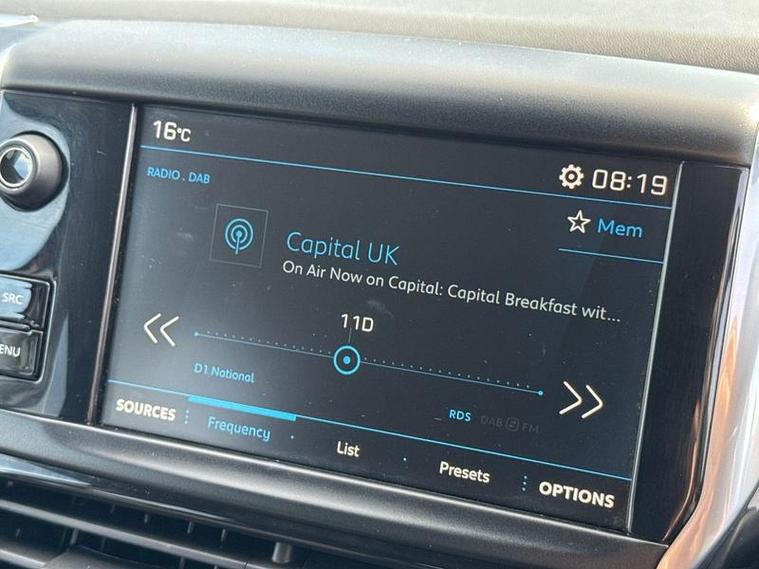 16°C
08:19
RADIO . DAB
Mem
Capital UK
On Air Now on Capital: Capital Breakfast wit...
SRC
11D
MENU
D1 National
RDS DAB FM
SOURCES Frequency List Presets OPTIONS